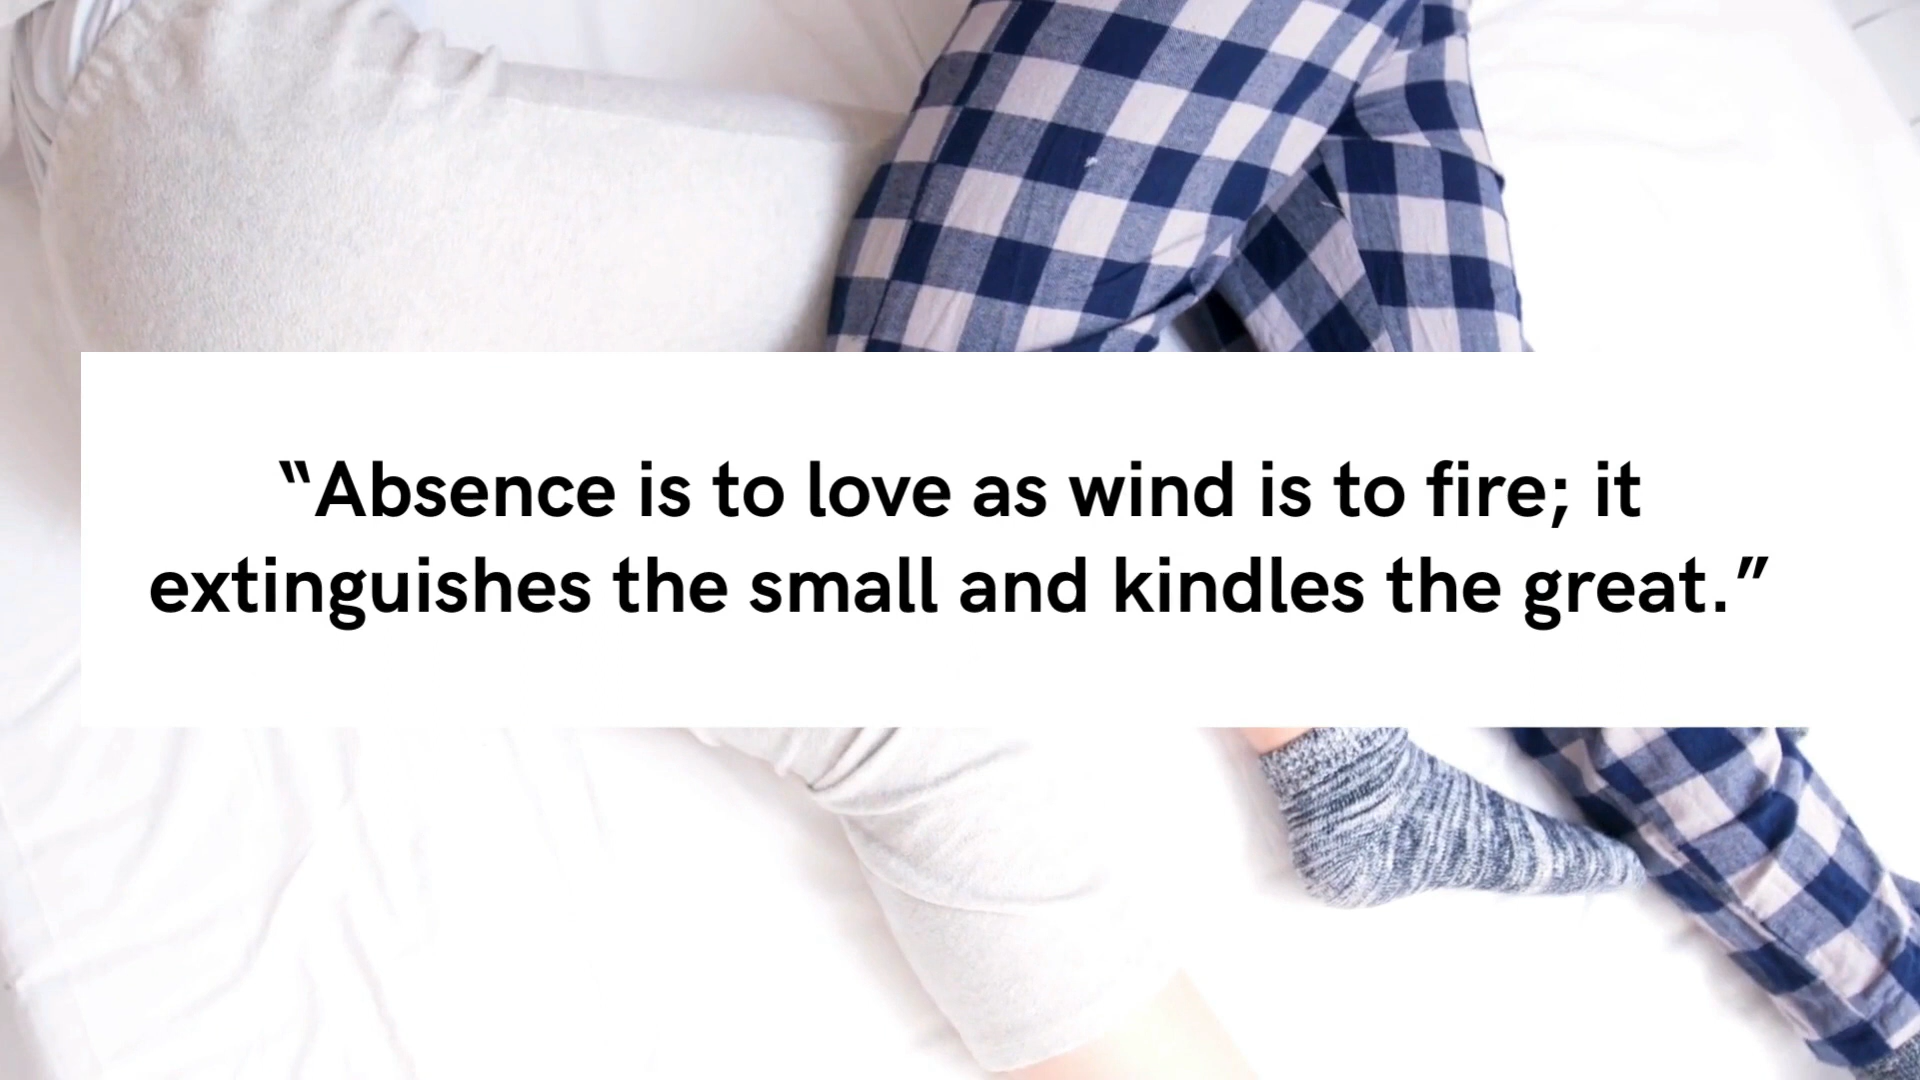 “Absence is to love as wind is to fire; it
extinguishes the small and kindles the great.”